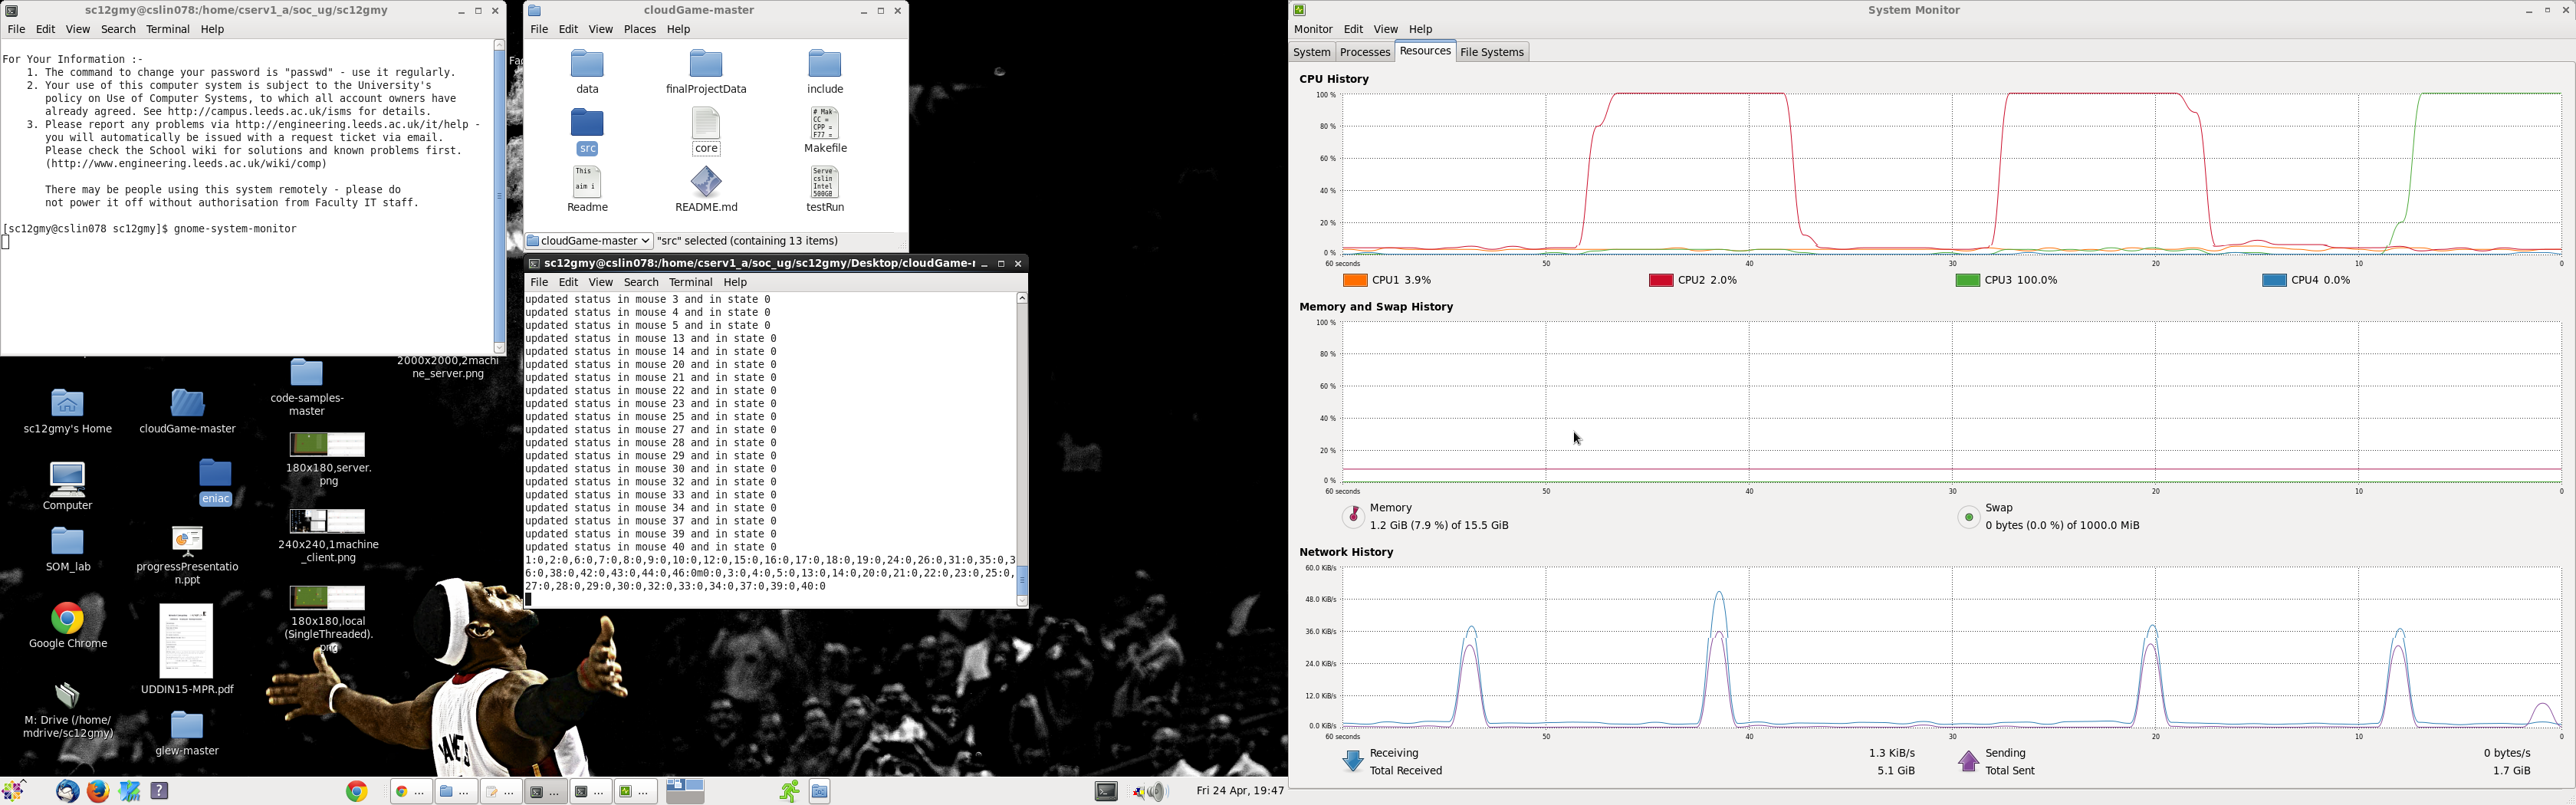 sc12gmy@cslin078:/home/cserv1_a/soc_ug/sc12gmy
File Edit View Search Terminal Help
For Your Information :-
1. The command to change your password is "passwd" - use it regularly.
2. Your use of this computer system is subject to the University's
policy on Use of Computer Systems, to which all account owners have
already agreed. See http://campus.leeds.ac.uk/isms for details.
3. Please report any problems via http://engineering.leeds.ac.uk/it/help -
you will automatically be issued with a request ticket via email.
Please check the School wiki for solutions and known problems first.
(http://www.engineering.leeds.ac.uk/wiki/comp)
There may be people using this system remotely - please do
not power it off without authorisation from Faculty IT staff.
[sc12gmy@cslin078 sc12gmy]$ gnome-system-monitor
cloudGame-master
File Edit View Places Help
data
finalProjectData
include
src
core
# Mak
CC =
CPP =
F77 =
Makefile
This
aim i
Readme
README.md
Serve
cslin
Intel
500GB
testRun
cloudGame-master
"src" selected (containing 13 items)
sc12gmy@cslin078:/home/cserv1_a/soc_ug/sc12gmy/Desktop/cloudGame-r
File Edit View Search Terminal Help
updated status in mouse 3 and in state 0
updated status in mouse 4 and in state 0
updated status in mouse 5 and in state 0
updated status in mouse 13 and in state 0
updated status in mouse 14 and in state 0
updated status in mouse 20 and in state 0
updated status in mouse 21 and in state 0
updated status in mouse 22 and in state 0
updated status in mouse 23 and in state 0
updated status in mouse 25 and in state 0
updated status in mouse 27 and in state 0
updated status in mouse 28 and in state 0
updated status in mouse 29 and in state 0
updated status in mouse 30 and in state 0
updated status in mouse 32 and in state 0
updated status in mouse 33 and in state 0
updated status in mouse 34 and in state 0
updated status in mouse 37 and in state 0
updated status in mouse 39 and in state 0
updated status in mouse 40 and in state 0
1:0,2:0,6:0,7:0,8:0,9:0,10:0,12:0,15:0,16:0,17:0,18:0,19:0,24:0,26:0,31:0,35:0,3
6:0,38:0,42:0,43:0,44:0,46:0m0:0,3:0,4:0,5:0,13:0,14:0,20:0,21:0,22:0,23:0,25:0,
27:0,28:0,29:0,30:0,32:0,33:0,34:0,37:0,39:0,40:0
2000x2000,2machi
ne_server.png
sc12gmy's Home
cloudGame-master
code-samples-
master
Computer
eniac
180x180,server.
png
SOM_lab
progressPresentatio
n.ppt
240x240,1machine
_client.png
Google Chrome
UDDIN15-MPR.pdf
180x180,local
(SingleThreaded).
png
M: Drive (/home/
mdrive/sc12gmy)
glew-master
Fri 24 Apr, 19:47
System Monitor
Monitor Edit View Help
System Processes Resources File Systems
CPU History
100 %
80 %
60 %
40 %
20 %
0 %
60 seconds 50 40 30 20 10 0
CPU1 3.9% CPU2 2.0% CPU3 100.0% CPU4 0.0%
Memory and Swap History
100 %
80 %
60 %
40 %
20 %
0 %
60 seconds 50 40 30 20 10 0
Memory
1.2 GiB (7.9 %) of 15.5 GiB
Swap
0 bytes (0.0 %) of 1000.0 MiB
Network History
60.0 KiB/s
48.0 KiB/s
36.0 KiB/s
24.0 KiB/s
12.0 KiB/s
0.0 KiB/s
60 seconds 50 40 30 20 10 0
Receiving 1.3 KiB/s
Total Received 5.1 GiB
Sending 0 bytes/s
Total Sent 1.7 GiB